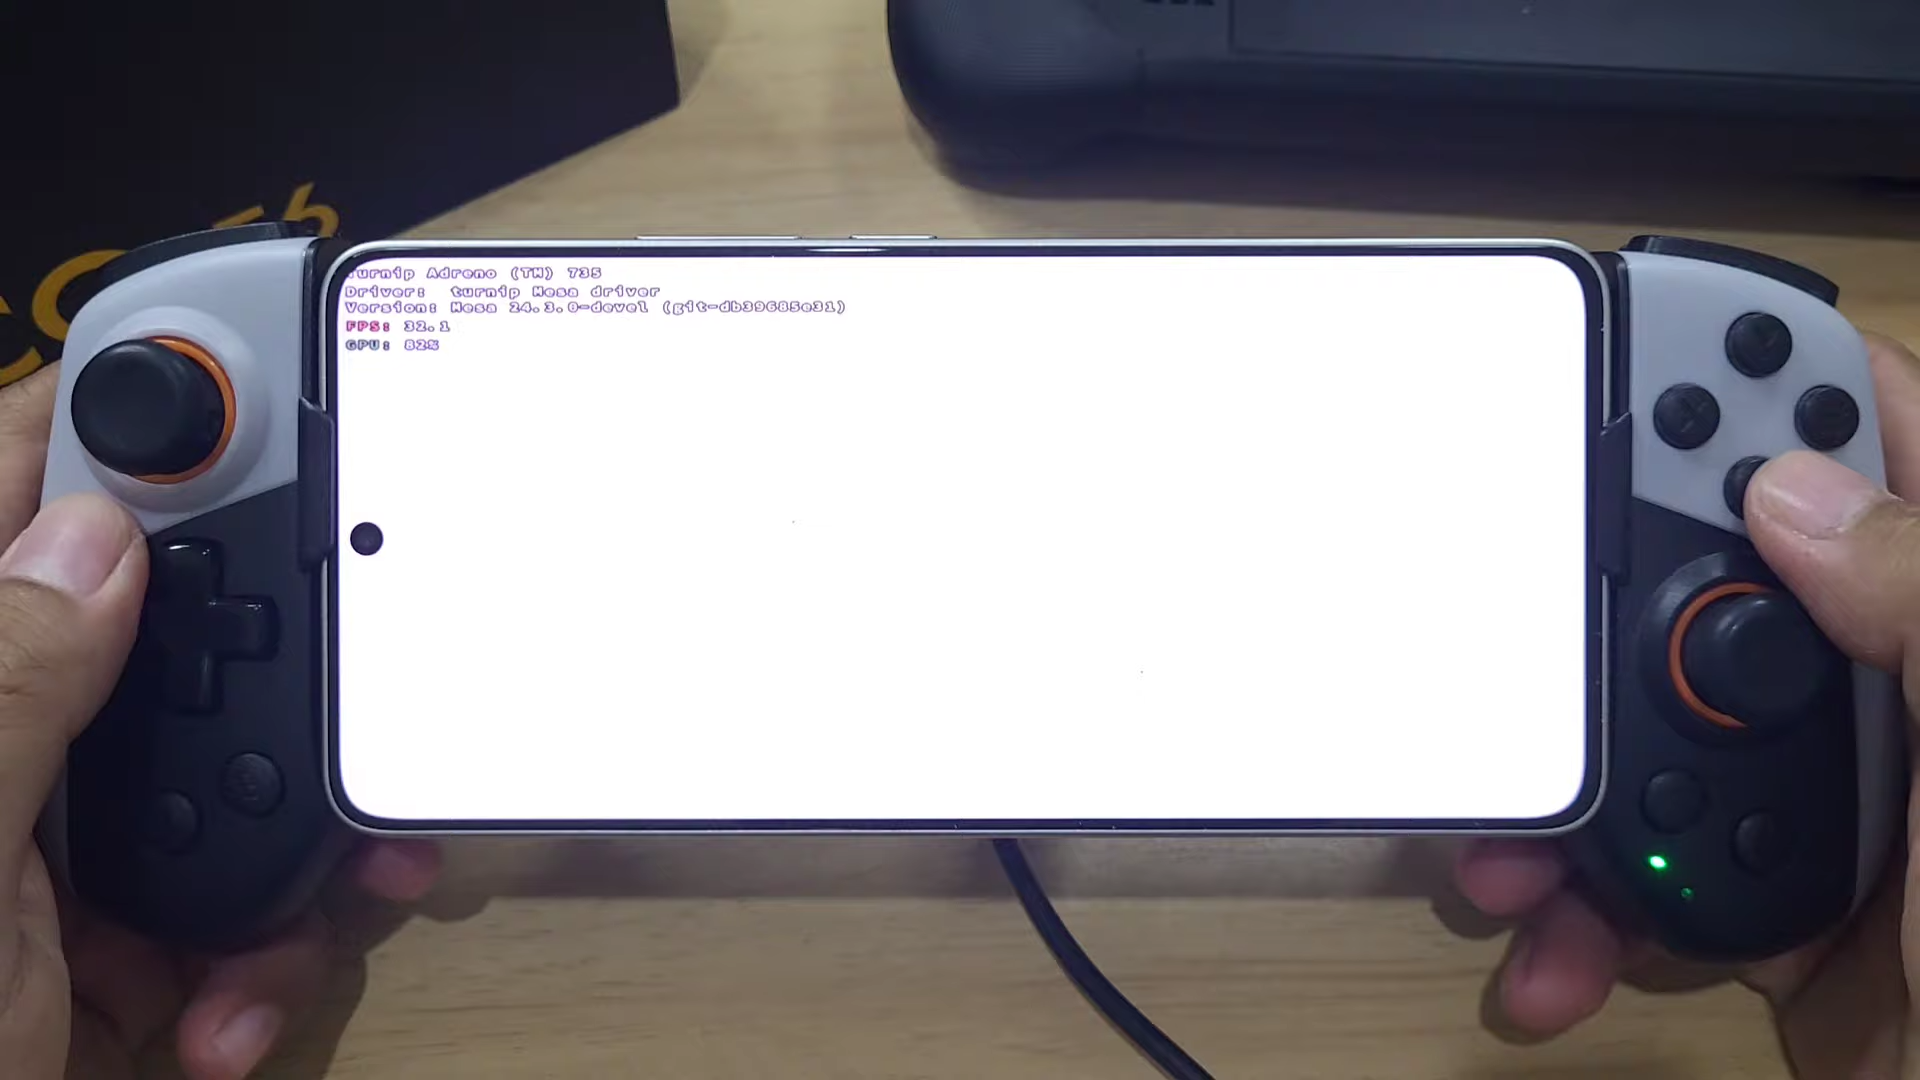 Turnip Adreno (TM) 735
Driver: turnip Mesa driver
Version: Mesa 24.3.0-devel (git-db39685e31)
FPS: 32.1
GPU: 82%